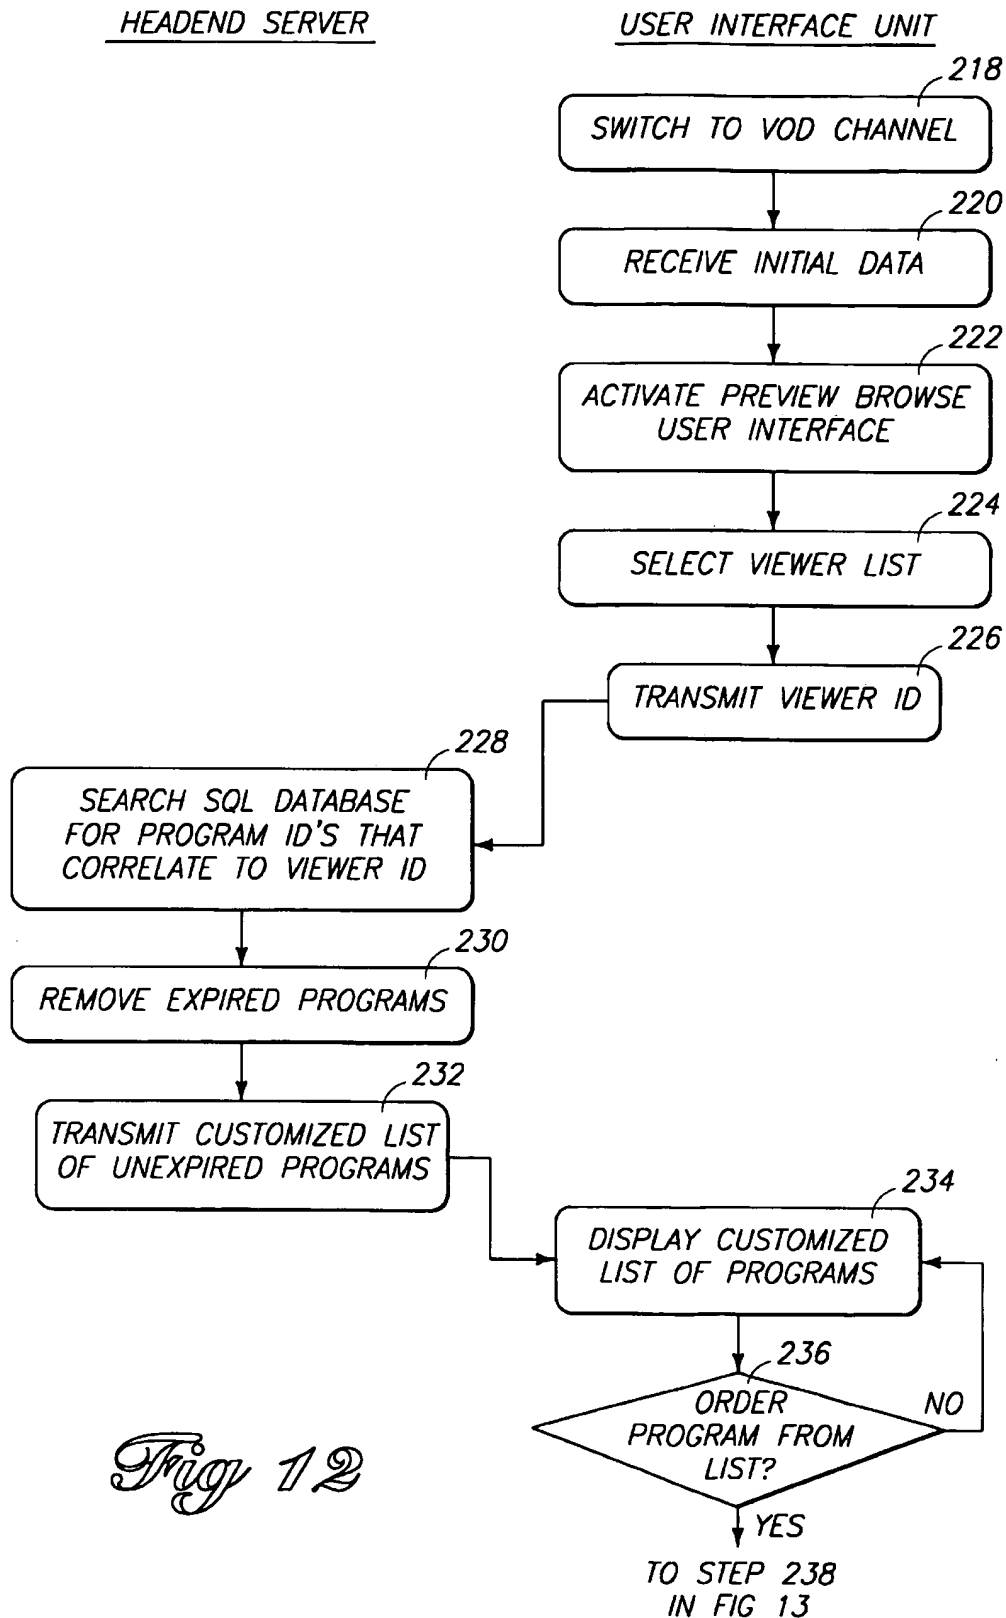 HEADEND SERVER
USER INTERFACE UNIT
218
SWITCH TO VOD CHANNEL
220
RECEIVE INITIAL DATA
222
ACTIVATE PREVIEW BROWSE
USER INTERFACE
224
SELECT VIEWER LIST
226
TRANSMIT VIEWER ID
228
SEARCH SQL DATABASE
FOR PROGRAM ID'S THAT
CORRELATE TO VIEWER ID
230
REMOVE EXPIRED PROGRAMS
232
TRANSMIT CUSTOMIZED LIST
OF UNEXPIRED PROGRAMS
234
DISPLAY CUSTOMIZED
LIST OF PROGRAMS
236
ORDER
PROGRAM FROM
LIST?
NO
YES
TO STEP 238
IN FIG 13
Fig 12